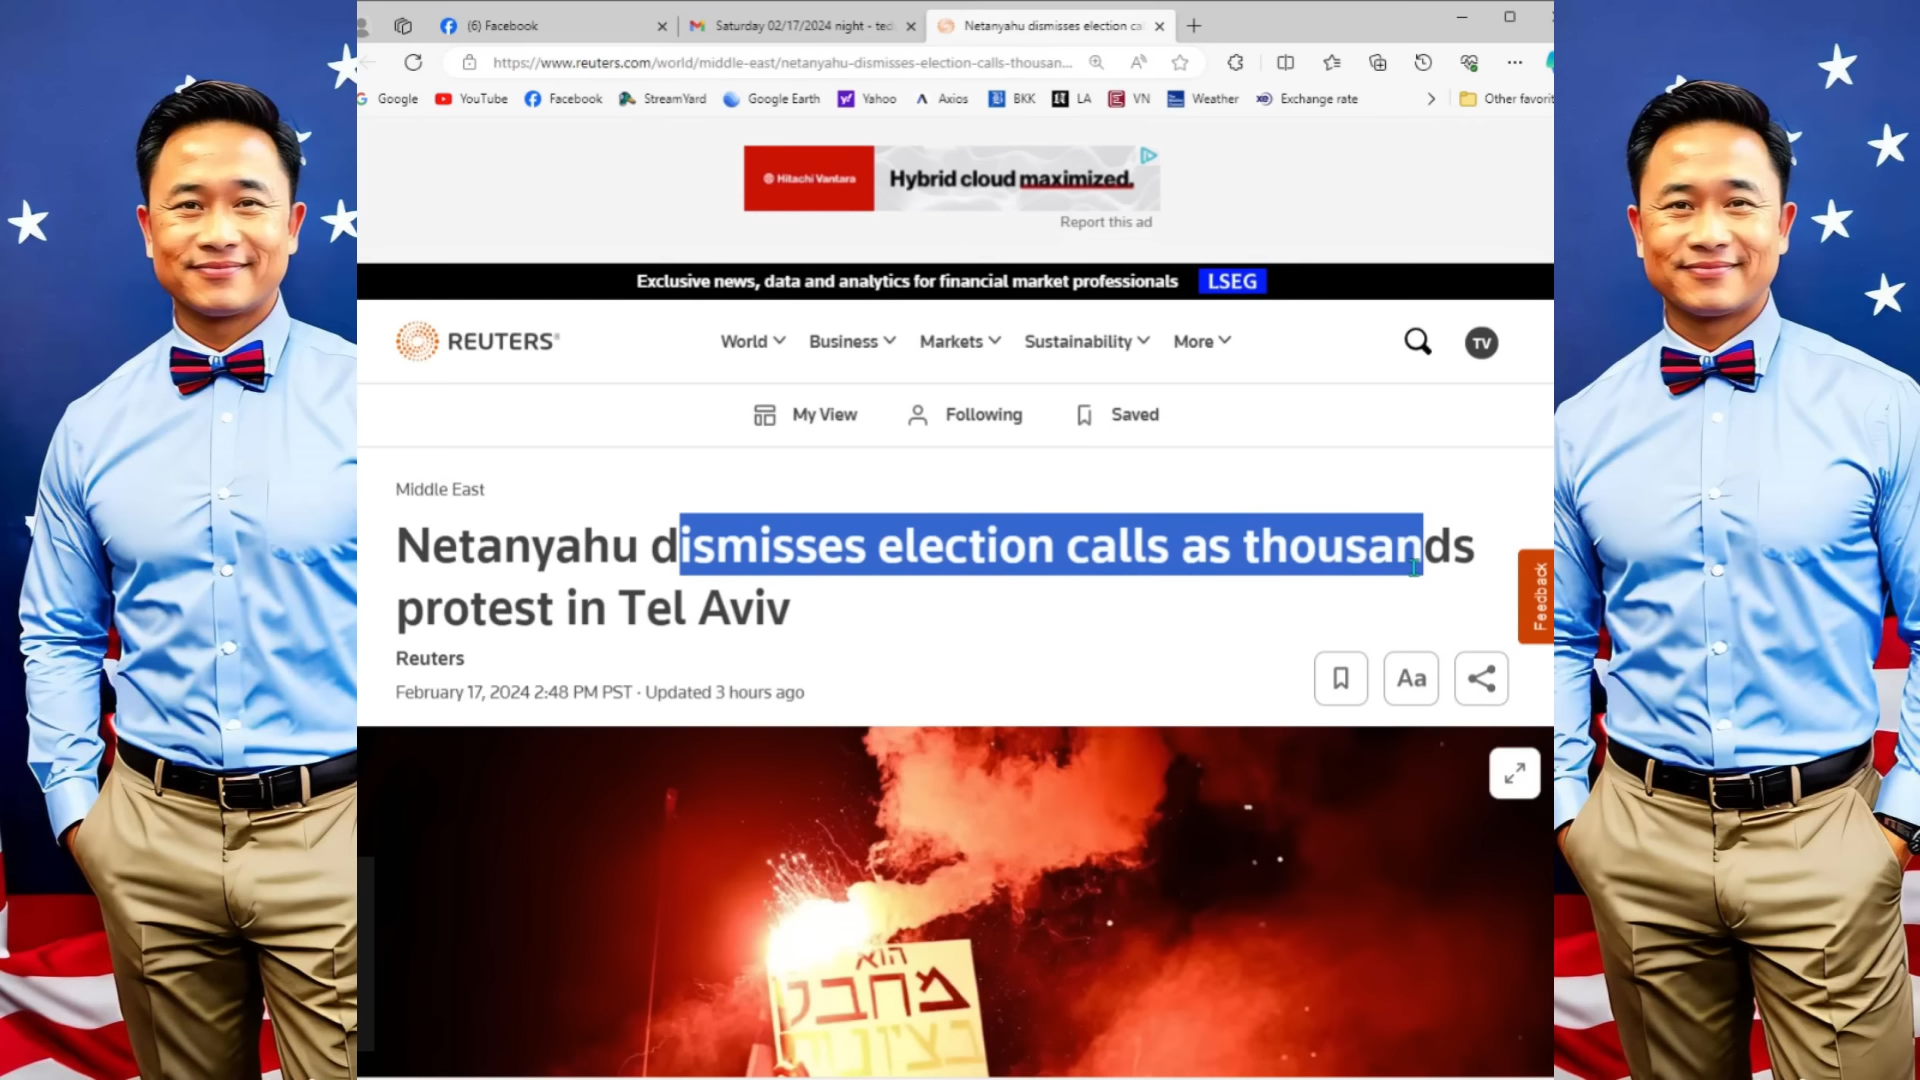 (6) Facebook
Saturday 02/17/2024 night - ted
Netanyahu dismisses election ca
https://www.reuters.com/world/middle-east/netanyahu-dismisses-election-calls-thousan...
Google YouTube Facebook StreamYard Google Earth Yahoo Axios BKK LA VN Weather Exchange rate Other favorit
Hitachi Vantara
Hybrid cloud maximized.
Report this ad
Exclusive news, data and analytics for financial market professionals LSEG
REUTERS
World Business Markets Sustainability More
TV
My View Following Saved
Middle East
Netanyahu dismisses election calls as thousands
protest in Tel Aviv
Feedback
Reuters
February 17, 2024 2:48 PM PST · Updated 3 hours ago
Aa
הוא
מחבק